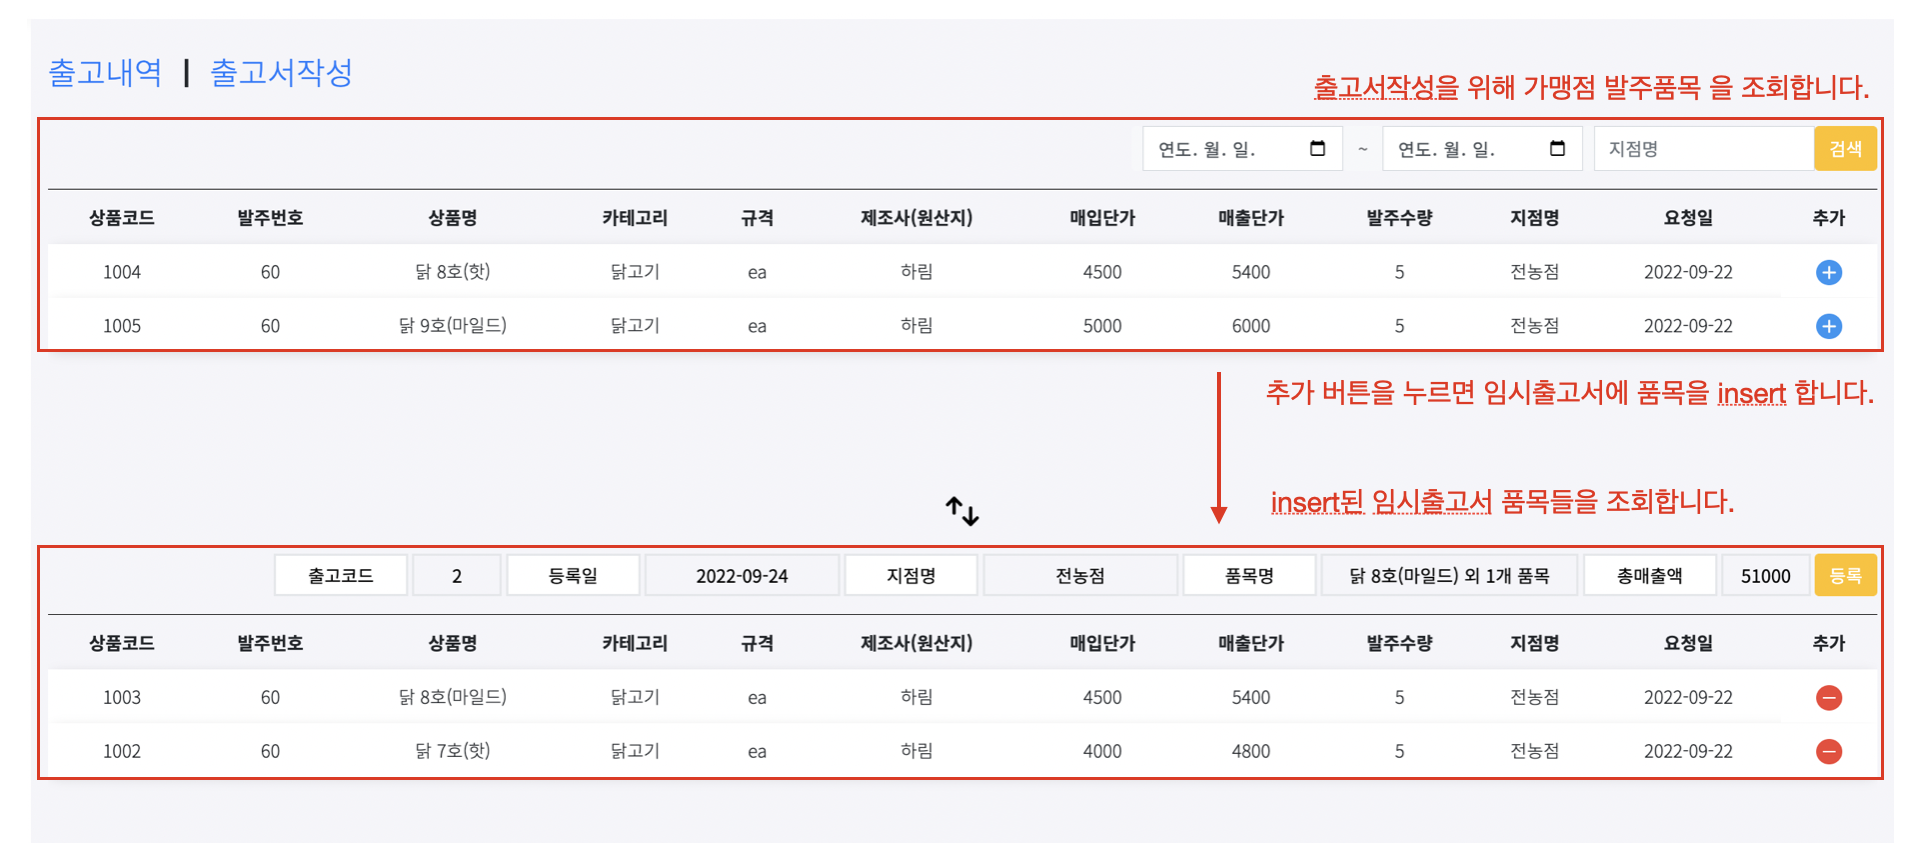 출고내역 | 출고서작성
출고서작성을 위해 가맹점 발주품목 을 조회합니다.
연도. 월. 일. ~ 연도. 월. 일. 지점명 검색
상품코드 발주번호 상품명 카테고리 규격 제조사(원산지) 매입단가 매출단가 발주수량 지점명 요청일 추가
1004 60 닭 8호(핫) 닭고기 ea 하림 4500 5400 5 전농점 2022-09-22
1005 60 닭 9호(마일드) 닭고기 ea 하림 5000 6000 5 전농점 2022-09-22
추가 버튼을 누르면 임시출고서에 품목을 insert 합니다.
insert된 임시출고서 품목들을 조회합니다.
출고코드 2 등록일 2022-09-24 지점명 전농점 품목명 닭 8호(마일드) 외 1개 품목 총매출액 51000 등록
상품코드 발주번호 상품명 카테고리 규격 제조사(원산지) 매입단가 매출단가 발주수량 지점명 요청일 추가
1003 60 닭 8호(마일드) 닭고기 ea 하림 4500 5400 5 전농점 2022-09-22
1002 60 닭 7호(핫) 닭고기 ea 하림 4000 4800 5 전농점 2022-09-22